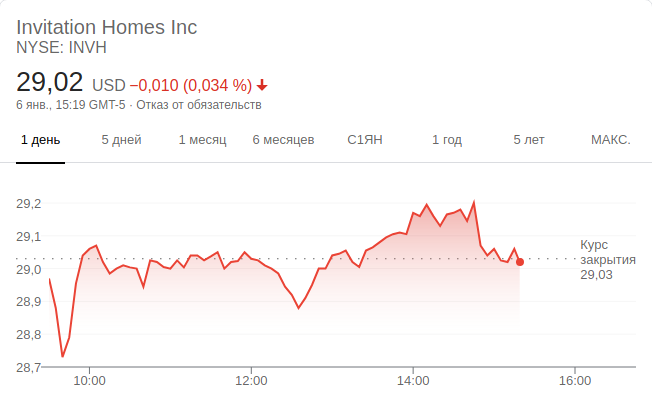 Invitation Homes Inc
NYSE: INVH
29,02 USD −0,010 (0,034 %)
6 янв., 15:19 GMT-5 · Отказ от обязательств
1 день 5 дней 1 месяц 6 месяцев С1ЯН 1 год 5 лет МАКС.
29,2
29,1
29,0
28,9
28,8
28,7
Курс
закрытия
29,03
10:00 12:00 14:00 16:00